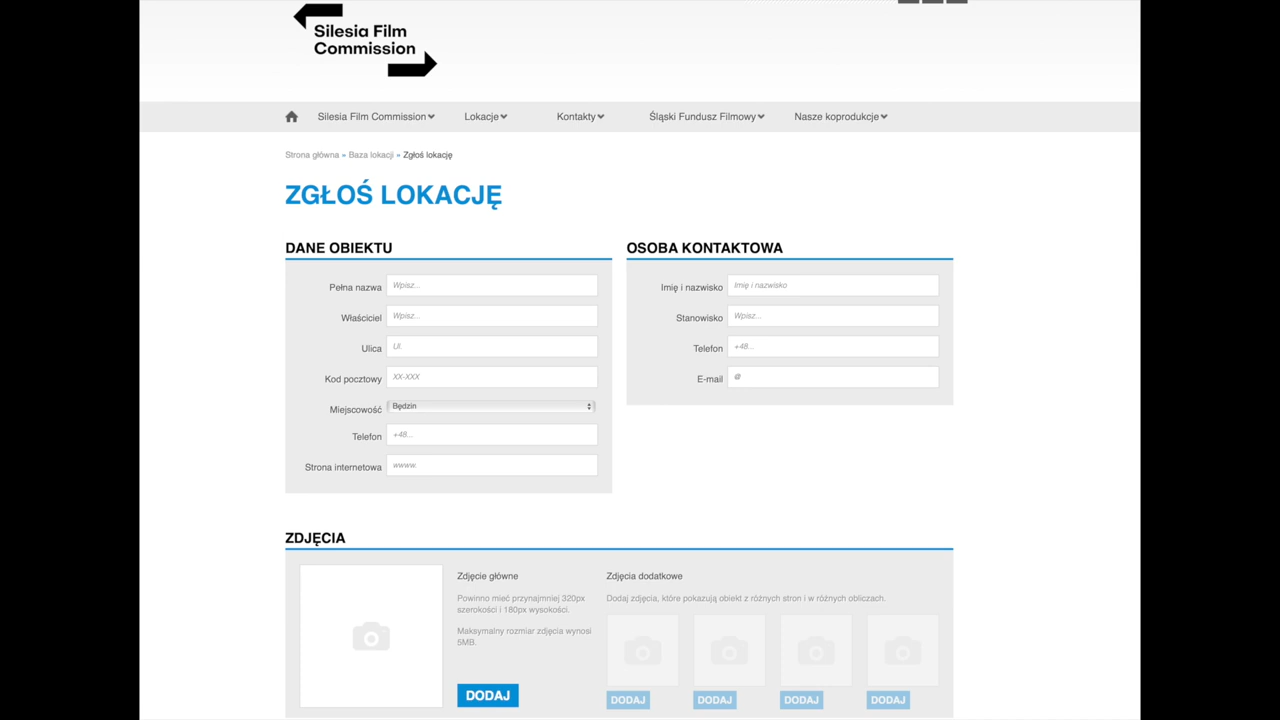 Silesia Film
Commission
Silesia Film Commission Lokacje Kontakty Śląski Fundusz Filmowy Nasze koprodukcje
Strona główna » Baza lokacji » Zgłoś lokację
ZGŁOŚ LOKACJĘ
DANE OBIEKTU
Pełna nazwa Wpisz...
Właściciel Wpisz...
Ulica Ul.
Kod pocztowy XX-XXX
Miejscowość Będzin
Telefon +48...
Strona internetowa wwww.
OSOBA KONTAKTOWA
Imię i nazwisko Imię i nazwisko
Stanowisko Wpisz...
Telefon +48...
E-mail @
ZDJĘCIA
Zdjęcie główne
Powinno mieć przynajmniej 320px
szerokości i 180px wysokości.
Maksymalny rozmiar zdjęcia wynosi
5MB.
DODAJ
Zdjęcia dodatkowe
Dodaj zdjęcia, które pokazują obiekt z różnych stron i w różnych obliczach.
DODAJ DODAJ DODAJ DODAJ